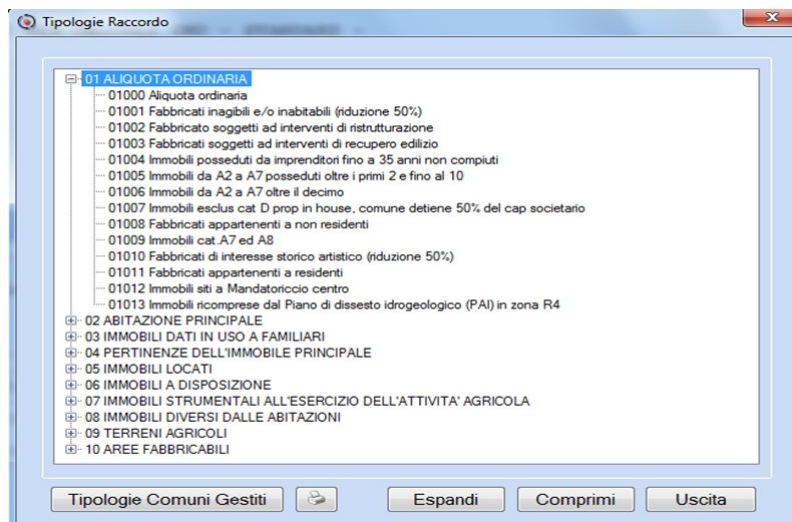 Tipologie Raccordo
01 ALIQUOTA ORDINARIA
01000 Aliquota ordinaria
01001 Fabbricati inagibili e/o inabitabili (riduzione 50%)
01002 Fabbricato soggetti ad interventi di ristrutturazione
01003 Fabbricati soggetti ad interventi di recupero edilizio
01004 Immobili posseduti da imprenditori fino a 35 anni non compiuti
01005 Immobili da A2 a A7 posseduti oltre i primi 2 e fino al 10
01006 Immobili da A2 a A7 oltre il decimo
01007 Immobili esclus cat D prop in house, comune detiene 50% del cap societario
01008 Fabbricati appartenenti a non residenti
01009 Immobili cat.A7 ed A8
01010 Fabbricati di interesse storico artistico (riduzione 50%)
01011 Fabbricati appartenenti a residenti
01012 Immobili siti a Mandatoriccio centro
01013 Immobili ricomprese dal Piano di dissesto idrogeologico (PAI) in zona R4
02 ABITAZIONE PRINCIPALE
03 IMMOBILI DATI IN USO A FAMILIARI
04 PERTINENZE DELL'IMMOBILE PRINCIPALE
05 IMMOBILI LOCATI
06 IMMOBILI A DISPOSIZIONE
07 IMMOBILI STRUMENTALI ALL'ESERCIZIO DELL'ATTIVITA' AGRICOLA
08 IMMOBILI DIVERSI DALLE ABITAZIONI
09 TERRENI AGRICOLI
10 AREE FABBRICABILI
Tipologie Comuni Gestiti Espandi Comprimi Uscita